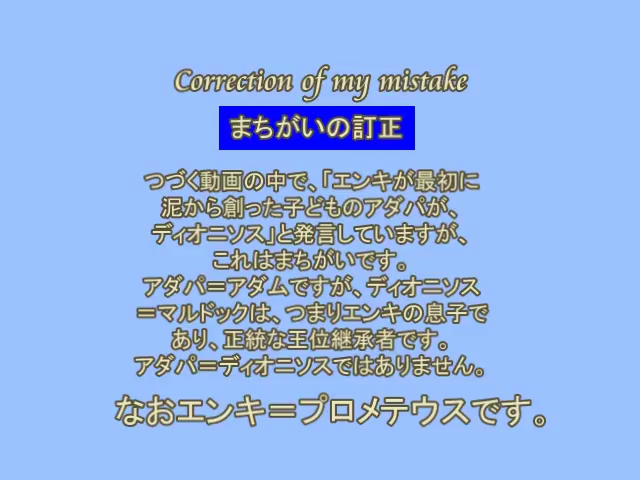 Correction of my mistake
まちがいの訂正
つづく動画の中で、「エンキが最初に
泥から創った子どものアダパが、
ディオニソス」と発言していますが、
これはまちがいです。
アダパ＝アダムですが、ディオニソス
＝マルドックは、つまりエンキの息子で
あり、正統な王位継承者です。
アダパ＝ディオニソスではありません。
なおエンキ＝プロメテウスです。